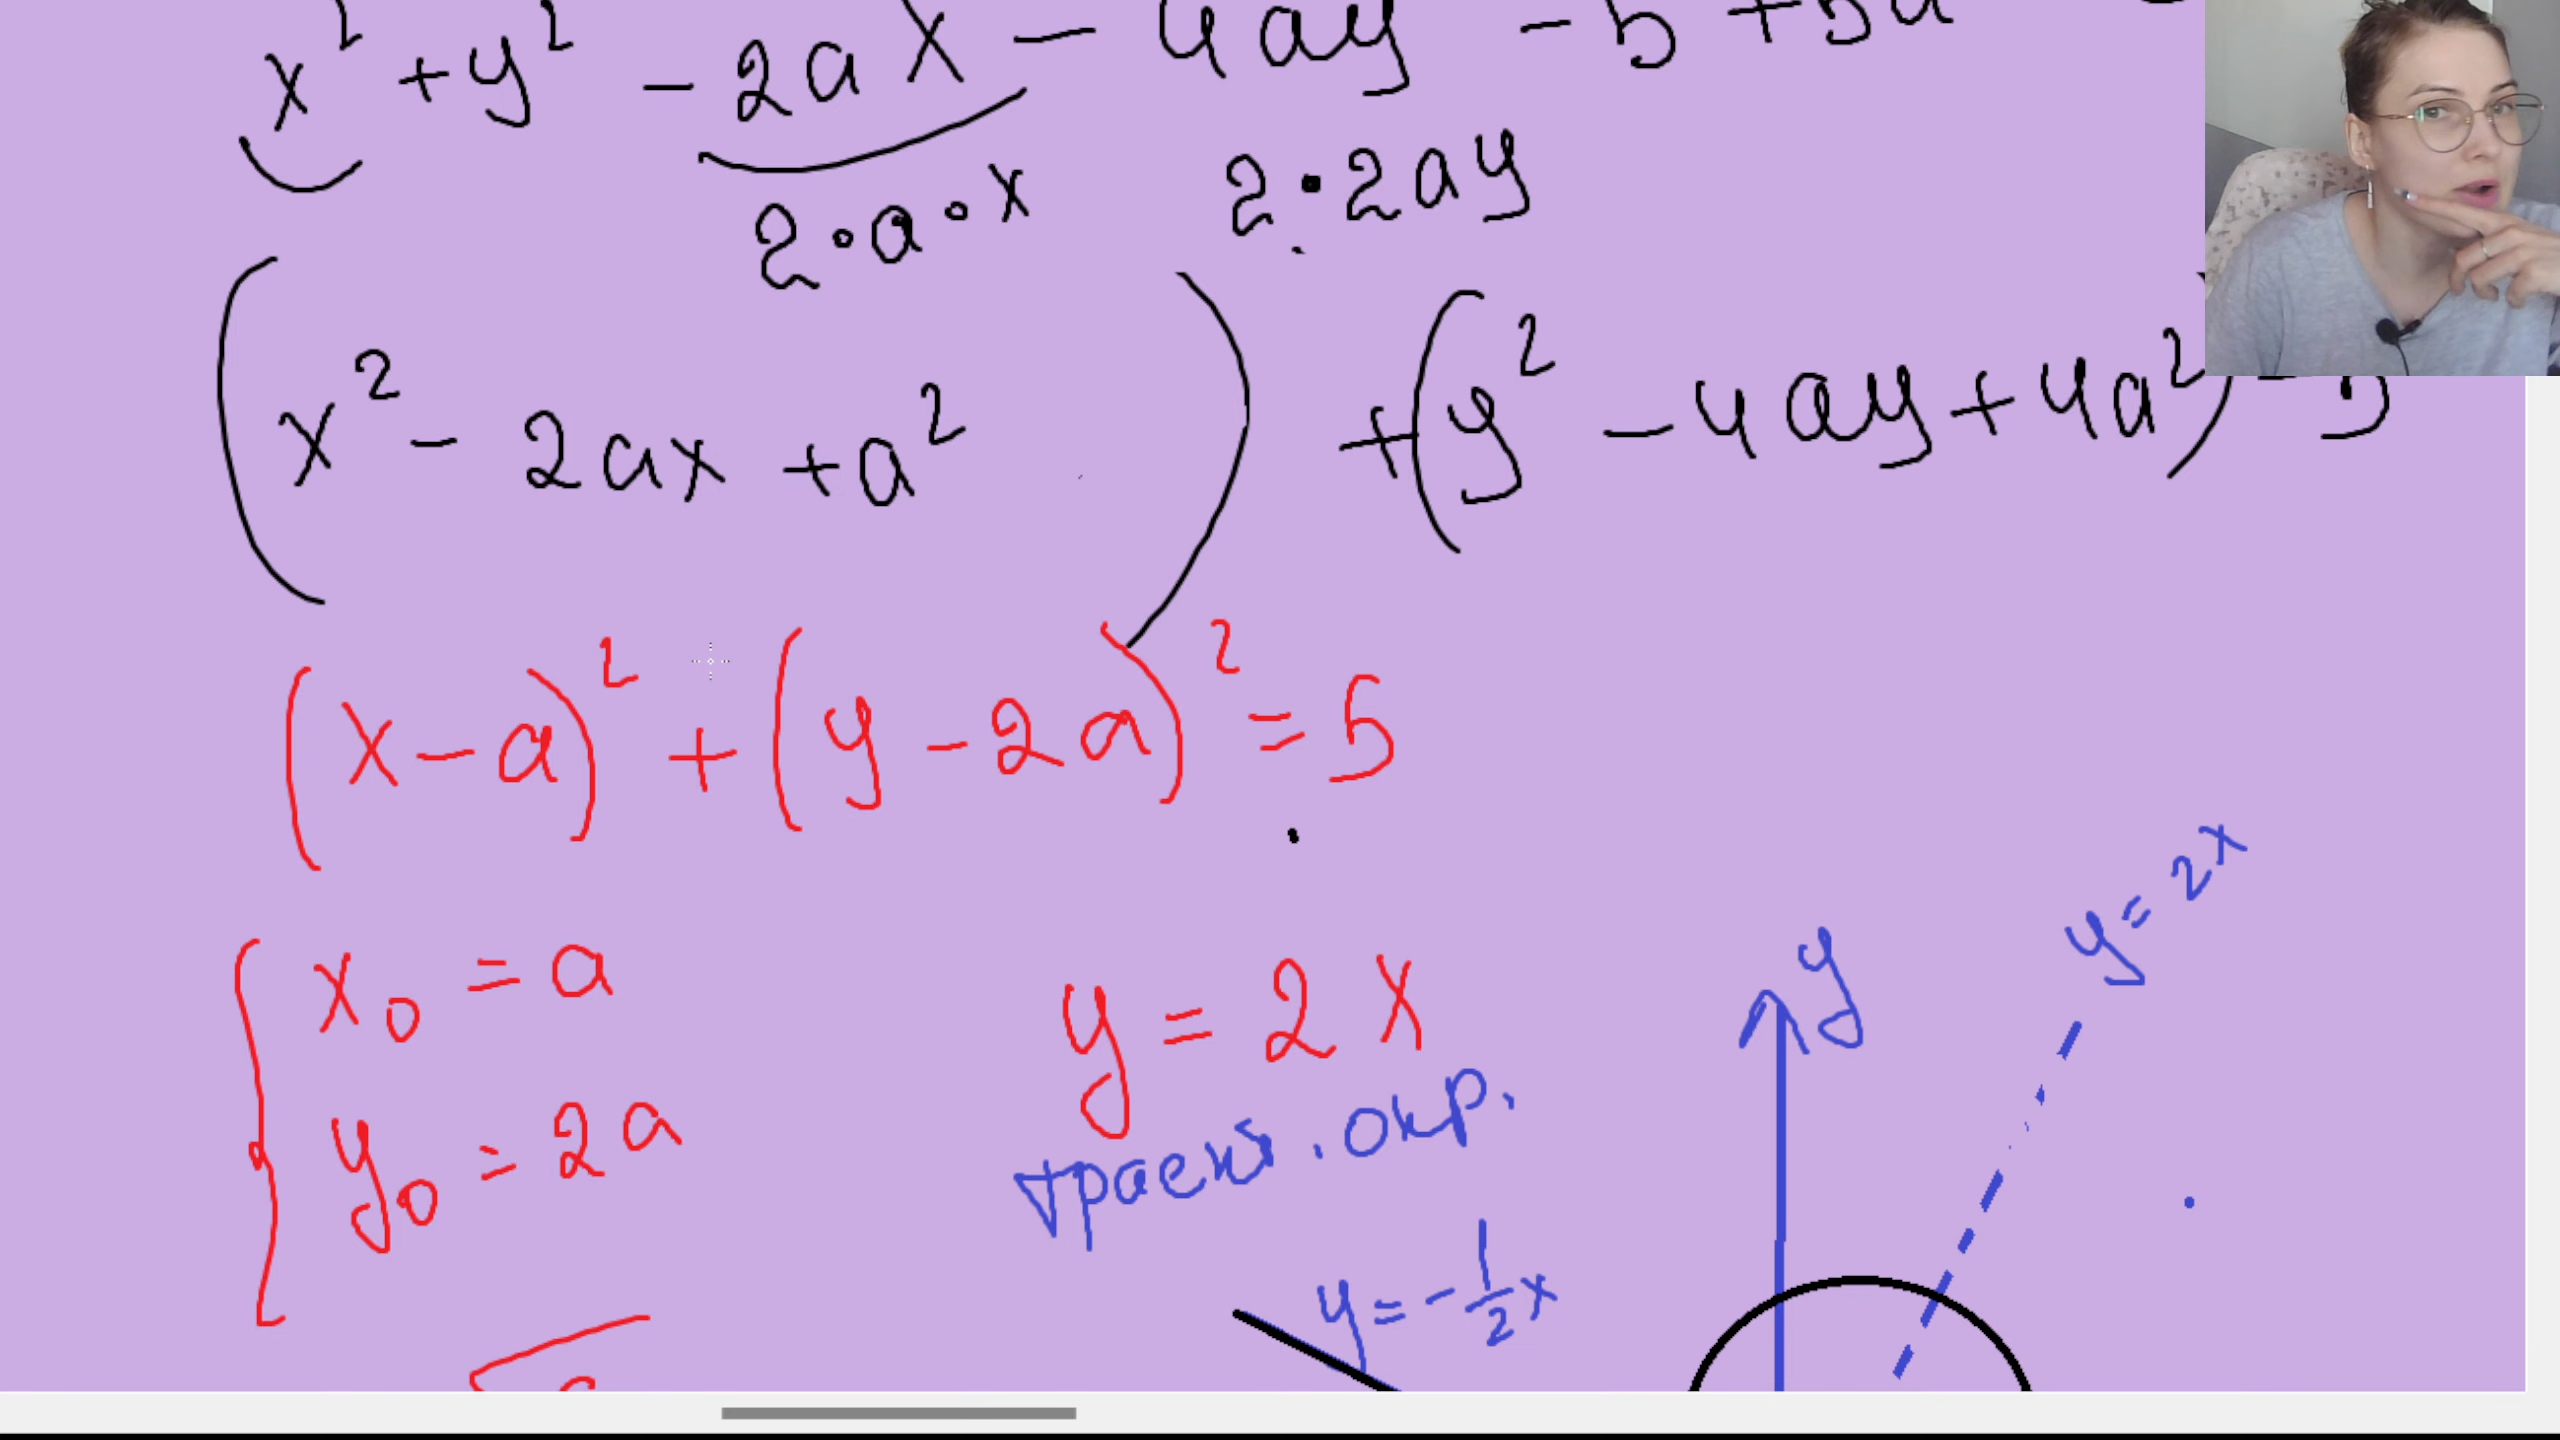 x² + y² - 2ax - 4ay - 5 + 5a
2·a·x 2·2ay
(x² - 2ax + a²) + (y² - 4ay + 4a²) - 5
(x-a)² + (y-2a)² = 5
x₀ = a
y₀ = 2a
y = 2x
траект. окр.
y = -1/2x
y
y = 2x